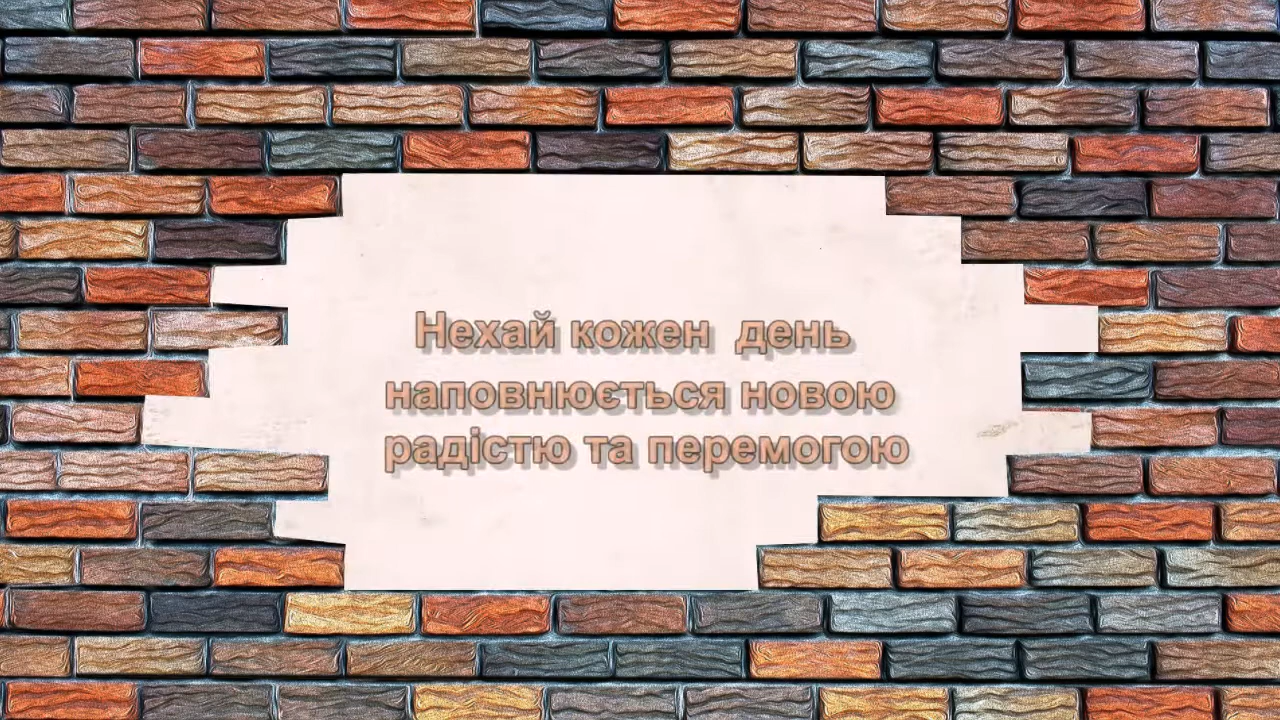 Нехай кожен день
наповнюється новою
радістю та перемогою